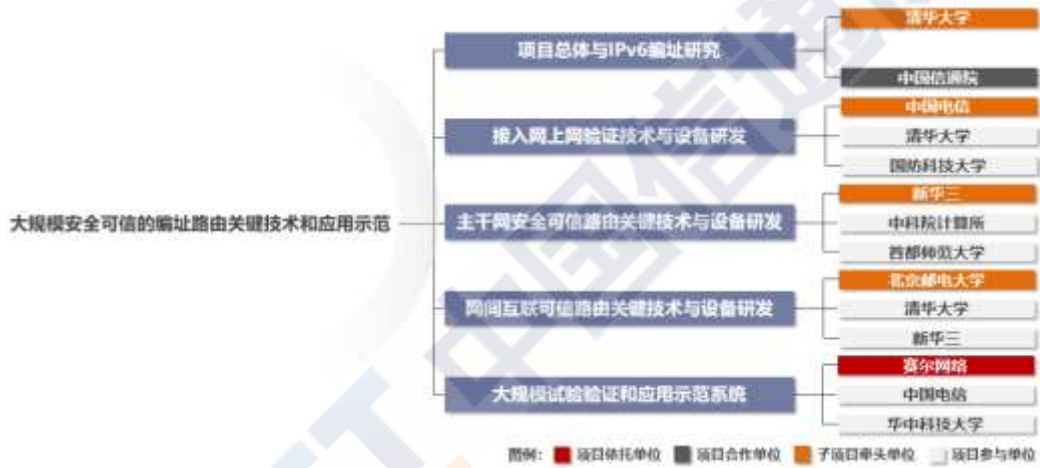 大规模安全可信的编址路由关键技术和应用示范
项目总体与IPv6编址研究
清华大学
中国信通院
接入网上网验证技术与设备研发
中国电信
清华大学
国防科技大学
主干网安全可信路由关键技术与设备研发
新华三
中科院计算所
首都师范大学
网间互联可信路由关键技术与设备研发
北京邮电大学
清华大学
新华三
大规模试验验证和应用示范系统
赛尔网络
中国电信
华中科技大学
图例: 项目依托单位 项目合作单位 子项目牵头单位 项目参与单位
中国信通